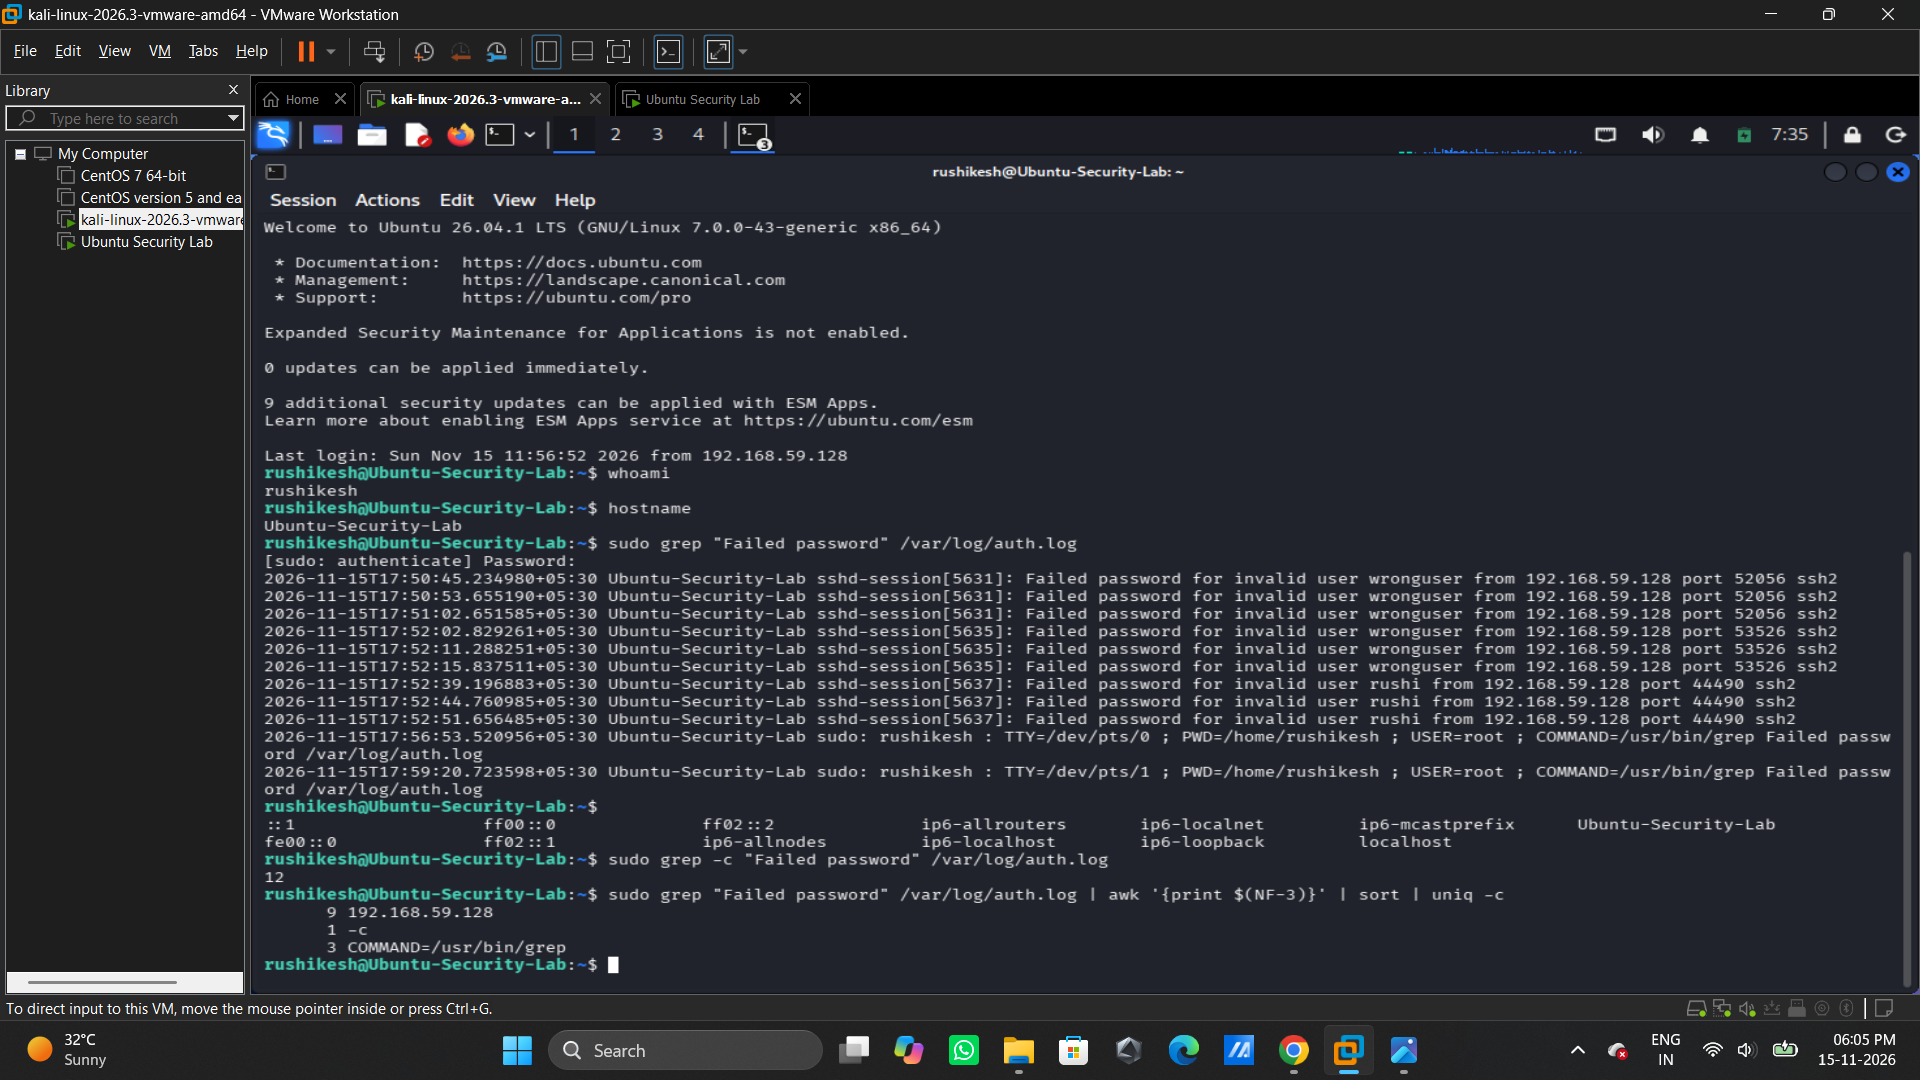 kali-linux-2026.3-vmware-amd64 - VMware Workstation
File Edit View VM Tabs Help
Library
Type here to search
My Computer
CentOS 7 64-bit
CentOS version 5 and ea
kali-linux-2026.3-vmware
Ubuntu Security Lab
Home
kali-linux-2026.3-vmware-a...
Ubuntu Security Lab
1 2 3 4
3
7:35
rushikesh@Ubuntu-Security-Lab: ~
Session Actions Edit View Help
Welcome to Ubuntu 26.04.1 LTS (GNU/Linux 7.0.0-43-generic x86_64)
* Documentation: https://docs.ubuntu.com
* Management: https://landscape.canonical.com
* Support: https://ubuntu.com/pro
Expanded Security Maintenance for Applications is not enabled.
0 updates can be applied immediately.
9 additional security updates can be applied with ESM Apps.
Learn more about enabling ESM Apps service at https://ubuntu.com/esm
Last login: Sun Nov 15 11:56:52 2026 from 192.168.59.128
rushikesh@Ubuntu-Security-Lab:~$ whoami
rushikesh
rushikesh@Ubuntu-Security-Lab:~$ hostname
Ubuntu-Security-Lab
rushikesh@Ubuntu-Security-Lab:~$ sudo grep "Failed password" /var/log/auth.log
[sudo: authenticate] Password:
2026-11-15T17:50:45.234980+05:30 Ubuntu-Security-Lab sshd-session[5631]: Failed password for invalid user wronguser from 192.168.59.128 port 52056 ssh2
2026-11-15T17:50:53.655190+05:30 Ubuntu-Security-Lab sshd-session[5631]: Failed password for invalid user wronguser from 192.168.59.128 port 52056 ssh2
2026-11-15T17:51:02.651585+05:30 Ubuntu-Security-Lab sshd-session[5631]: Failed password for invalid user wronguser from 192.168.59.128 port 52056 ssh2
2026-11-15T17:52:02.829261+05:30 Ubuntu-Security-Lab sshd-session[5635]: Failed password for invalid user wronguser from 192.168.59.128 port 53526 ssh2
2026-11-15T17:52:11.288251+05:30 Ubuntu-Security-Lab sshd-session[5635]: Failed password for invalid user wronguser from 192.168.59.128 port 53526 ssh2
2026-11-15T17:52:15.837511+05:30 Ubuntu-Security-Lab sshd-session[5635]: Failed password for invalid user wronguser from 192.168.59.128 port 53526 ssh2
2026-11-15T17:52:39.196883+05:30 Ubuntu-Security-Lab sshd-session[5637]: Failed password for invalid user rushi from 192.168.59.128 port 44490 ssh2
2026-11-15T17:52:44.760985+05:30 Ubuntu-Security-Lab sshd-session[5637]: Failed password for invalid user rushi from 192.168.59.128 port 44490 ssh2
2026-11-15T17:52:51.656485+05:30 Ubuntu-Security-Lab sshd-session[5637]: Failed password for invalid user rushi from 192.168.59.128 port 44490 ssh2
2026-11-15T17:56:53.520956+05:30 Ubuntu-Security-Lab sudo: rushikesh : TTY=/dev/pts/0 ; PWD=/home/rushikesh ; USER=root ; COMMAND=/usr/bin/grep Failed passw
ord /var/log/auth.log
2026-11-15T17:59:20.723598+05:30 Ubuntu-Security-Lab sudo: rushikesh : TTY=/dev/pts/1 ; PWD=/home/rushikesh ; USER=root ; COMMAND=/usr/bin/grep Failed passw
ord /var/log/auth.log
rushikesh@Ubuntu-Security-Lab:~$
::1 ff00::0 ff02::2 ip6-allrouters ip6-localnet ip6-mcastprefix Ubuntu-Security-Lab
fe00::0 ff02::1 ip6-allnodes ip6-localhost ip6-loopback localhost
rushikesh@Ubuntu-Security-Lab:~$ sudo grep -c "Failed password" /var/log/auth.log
12
rushikesh@Ubuntu-Security-Lab:~$ sudo grep "Failed password" /var/log/auth.log | awk '{print $(NF-3)}' | sort | uniq -c
9 192.168.59.128
1 -c
3 COMMAND=/usr/bin/grep
rushikesh@Ubuntu-Security-Lab:~$
To direct input to this VM, move the mouse pointer inside or press Ctrl+G.
32°C
Sunny
Search
ENG
IN
06:05 PM
15-11-2026